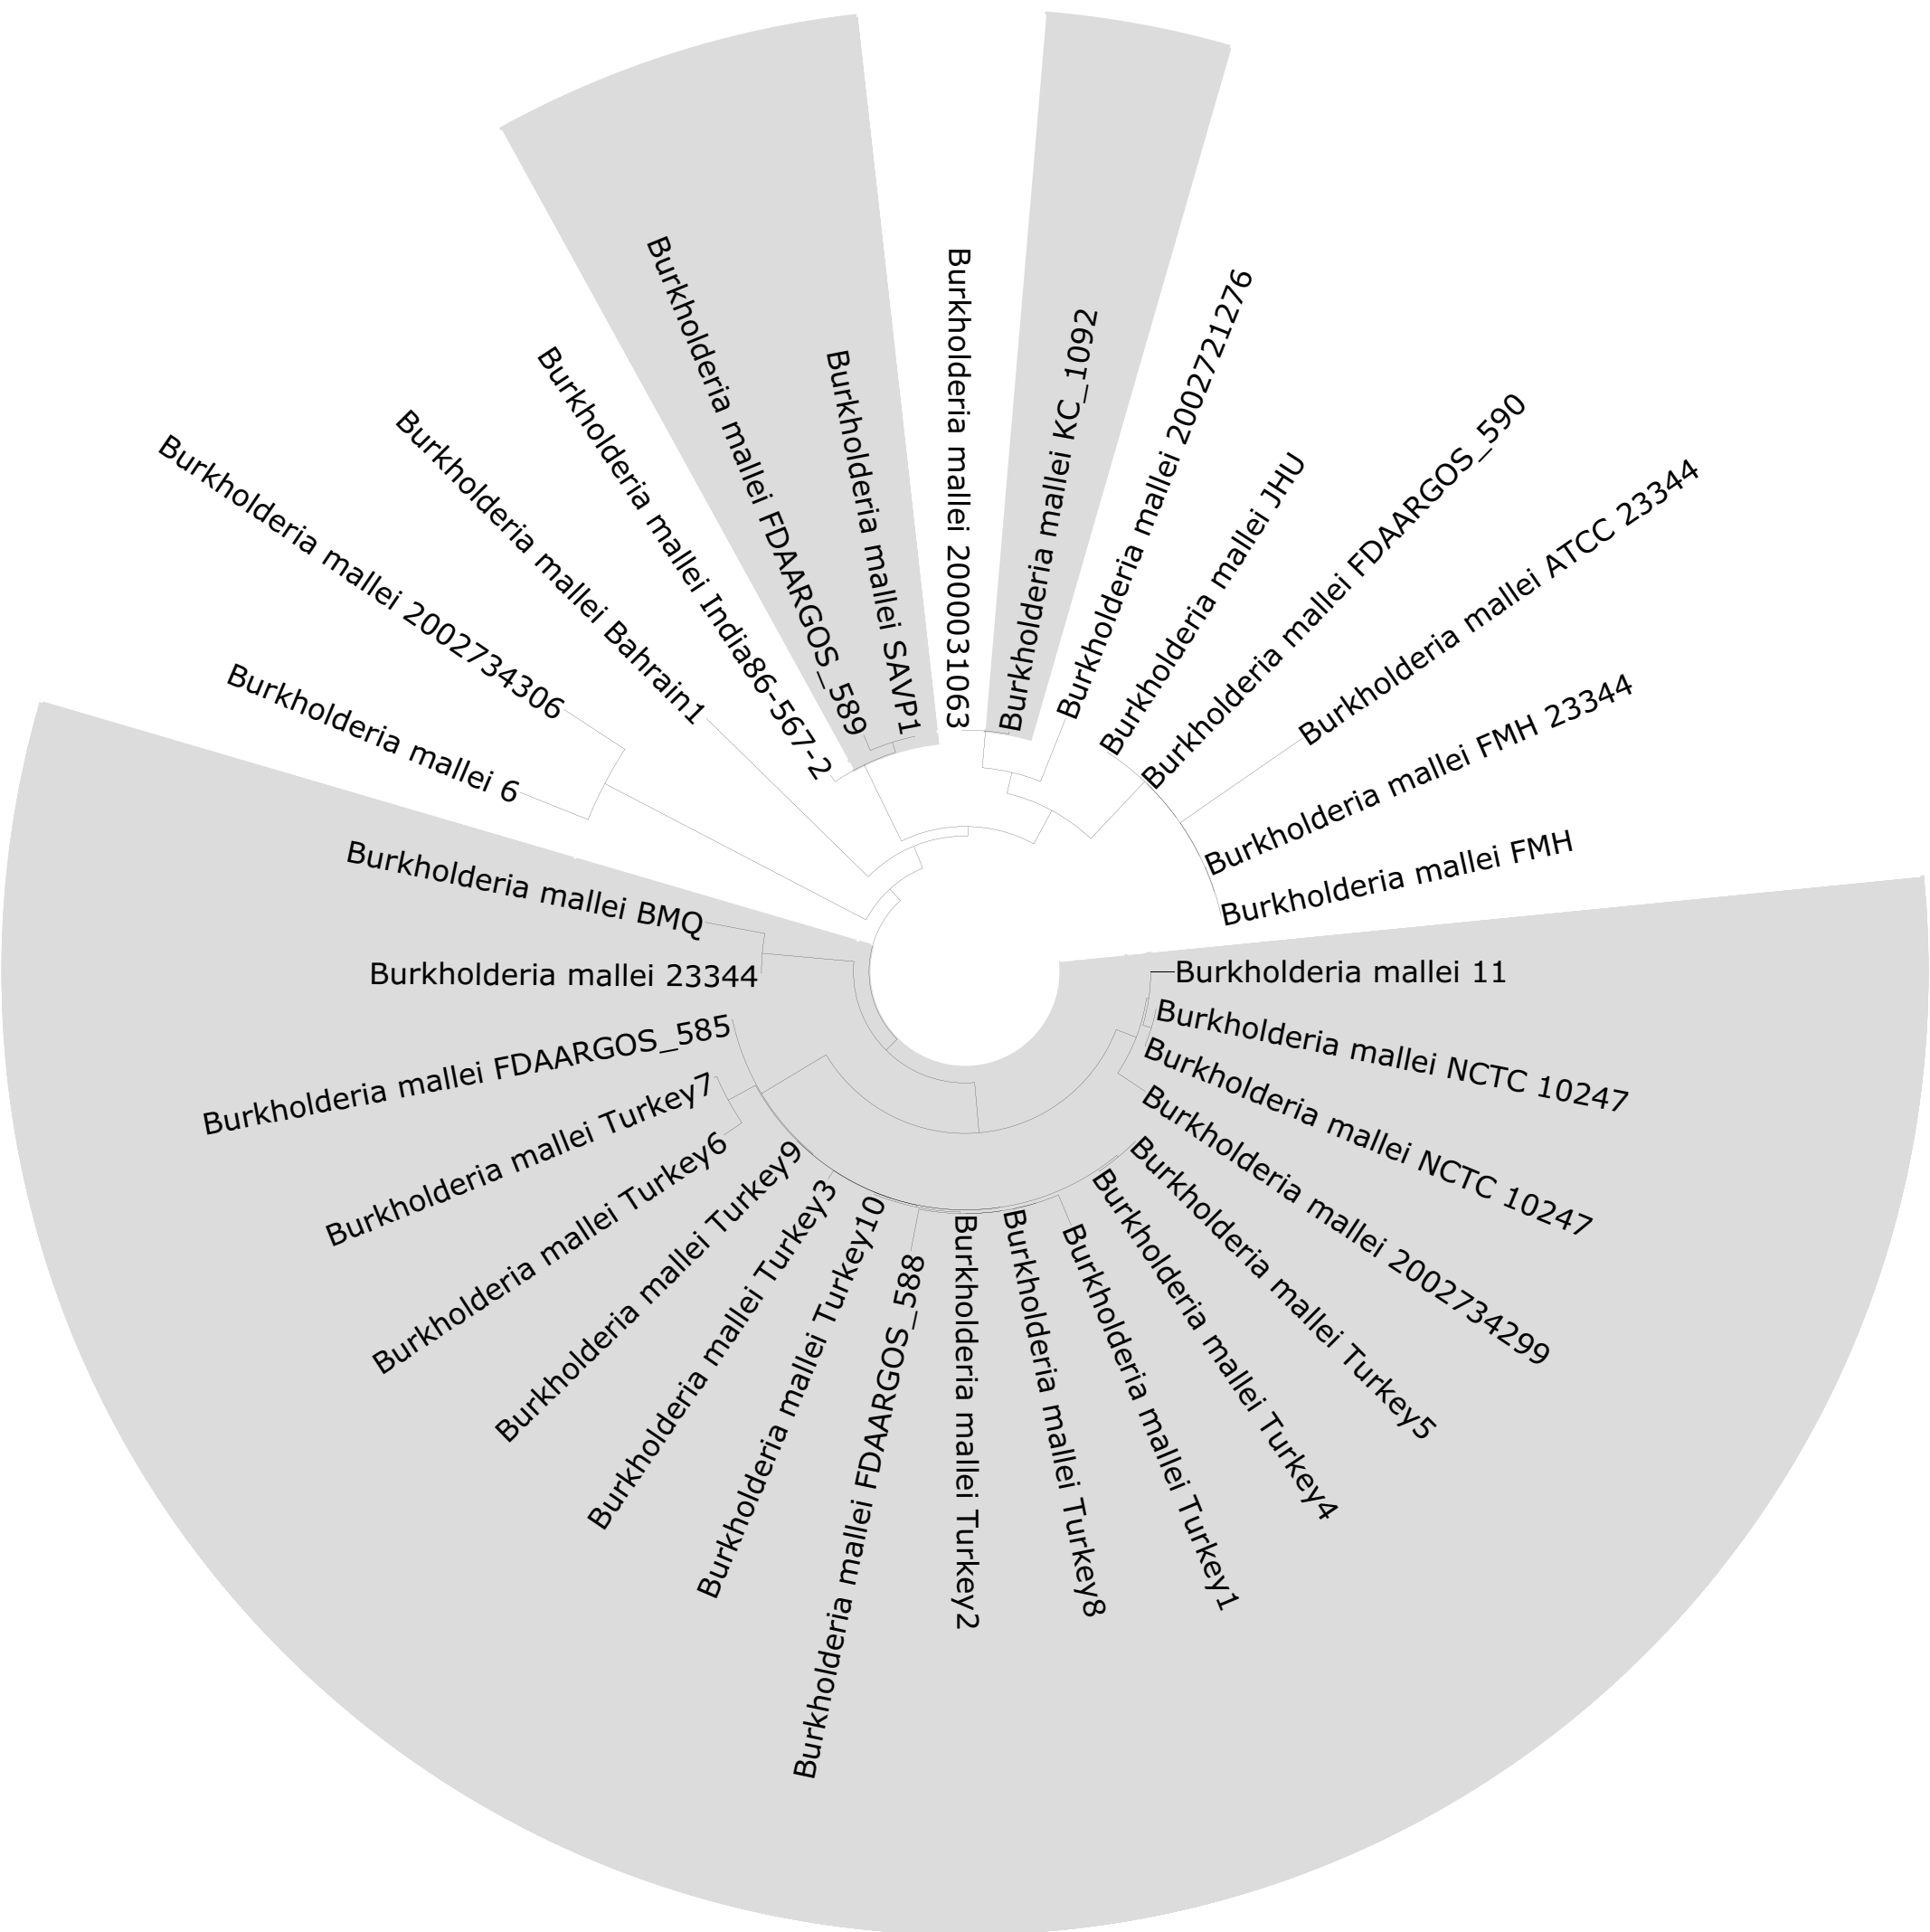 Burkholderia mallei 2000031063
Burkholderia mallei KC_1092
Burkholderia mallei 2002721276
Burkholderia mallei JHU
Burkholderia mallei FDAARGOS_590
Burkholderia mallei ATCC 23344
Burkholderia mallei FMH 23344
Burkholderia mallei FMH
Burkholderia mallei 11
Burkholderia mallei NCTC 10247
Burkholderia mallei NCTC 10247
Burkholderia mallei 2002734299
Burkholderia mallei Turkey5
Burkholderia mallei Turkey4
Burkholderia mallei Turkey1
Burkholderia mallei Turkey8
Burkholderia mallei Turkey2
Burkholderia mallei FDAARGOS_588
Burkholderia mallei Turkey10
Burkholderia mallei Turkey3
Burkholderia mallei Turkey9
Burkholderia mallei Turkey6
Burkholderia mallei Turkey7
Burkholderia mallei FDAARGOS_585
Burkholderia mallei 23344
Burkholderia mallei BMQ
Burkholderia mallei 6
Burkholderia mallei 2002734306
Burkholderia mallei Bahrain1
Burkholderia mallei India86-567-2
Burkholderia mallei FDAARGOS_589
Burkholderia mallei SAVP1